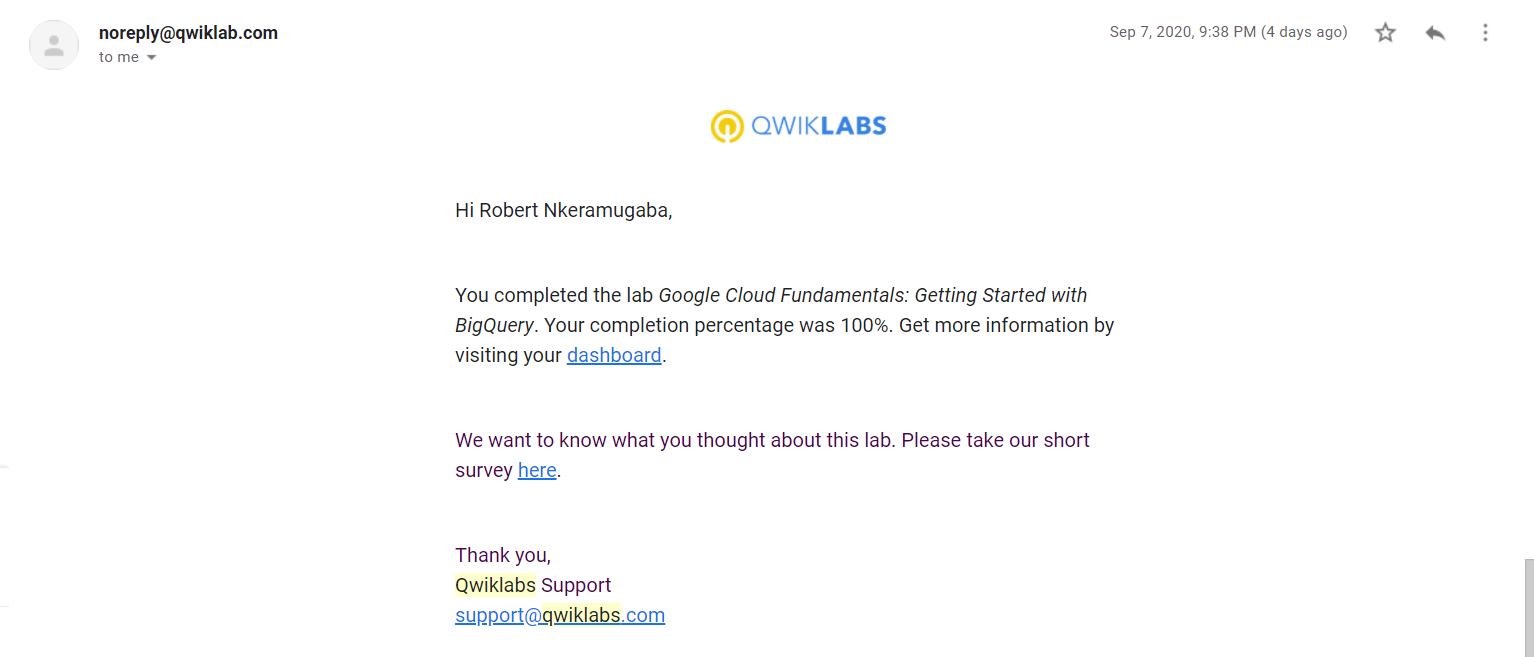 noreply@qwiklab.com
Sep 7, 2020, 9:38 PM (4 days ago)
to me
QWIKLABS
Hi Robert Nkeramugaba,
You completed the lab Google Cloud Fundamentals: Getting Started with
BigQuery. Your completion percentage was 100%. Get more information by
visiting your dashboard.
We want to know what you thought about this lab. Please take our short
survey here.
Thank you,
Qwiklabs Support
support@qwiklabs.com